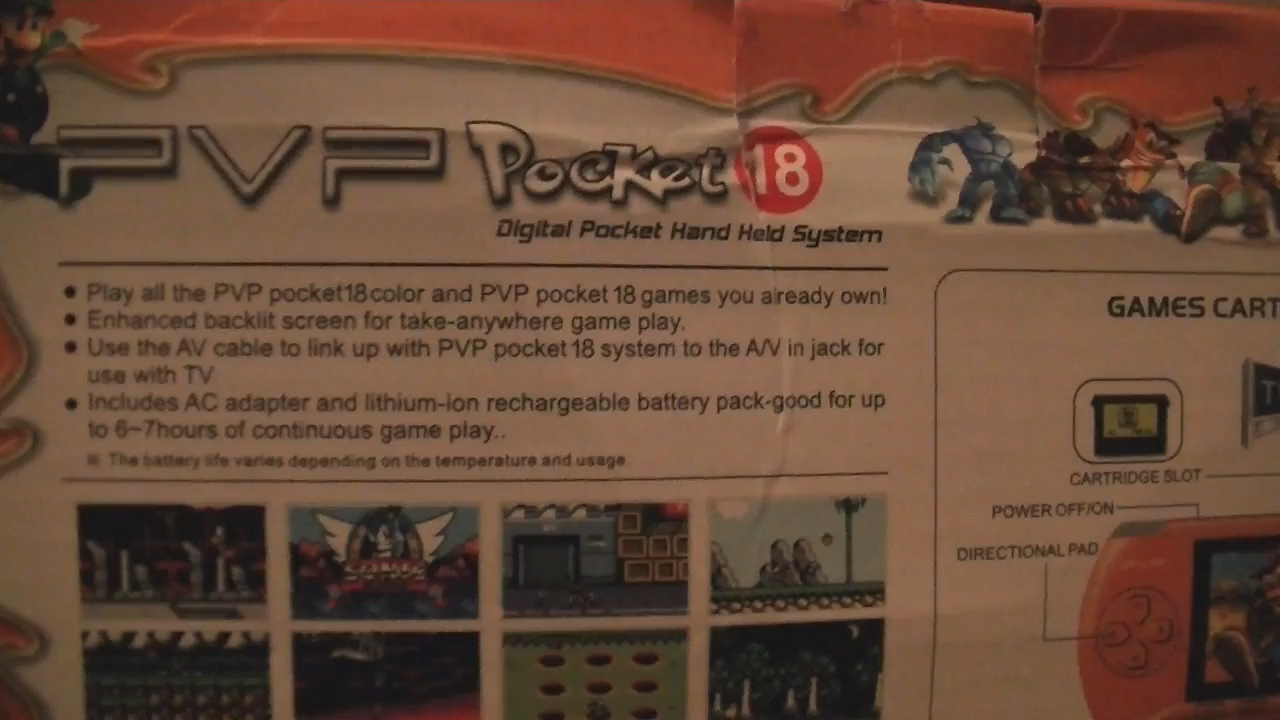 PVP Pocket 18
Digital Pocket Hand Held System
● Play all the PVP pocket18color and PVP pocket 18 games you already own!
● Enhanced backlit screen for take-anywhere game play.
● Use the AV cable to link up with PVP pocket 18 system to the A/V in jack for
use with TV
● Includes AC adapter and lithium-ion rechargeable battery pack-good for up
to 6~7hours of continuous game play..
※ The battery life varies depending on the temperature and usage
GAMES CART
CARTRIDGE SLOT
POWER OFF/ON
DIRECTIONAL PAD